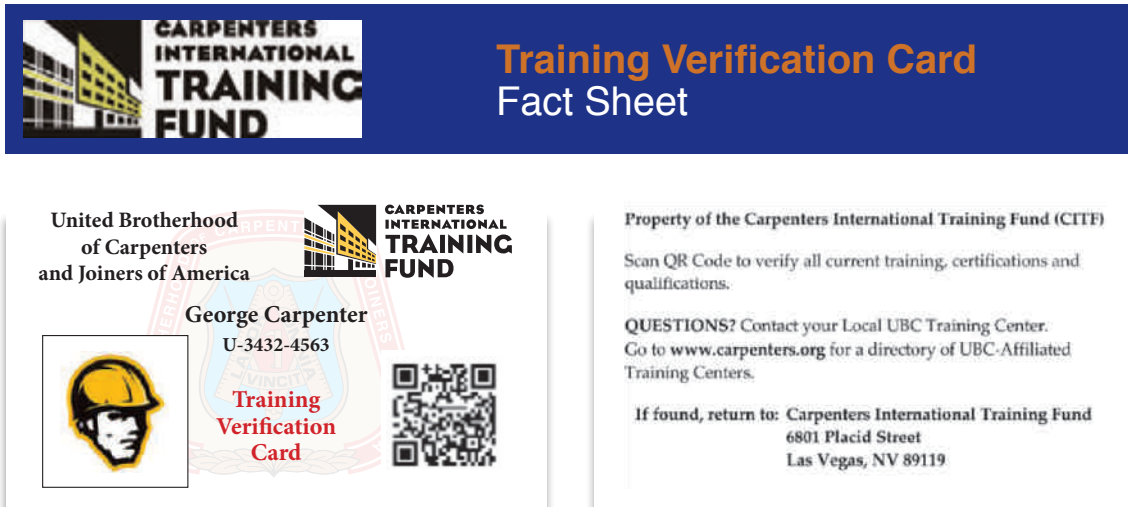 CARPENTERS
INTERNATIONAL
TRAINING
FUND
Training Verification Card
Fact Sheet
United Brotherhood
of Carpenters
and Joiners of America
CARPENTERS
INTERNATIONAL
TRAINING
FUND
George Carpenter
U-3432-4563
Training
Verification
Card
Property of the Carpenters International Training Fund (CITF)
Scan QR Code to verify all current training, certifications and
qualifications.
QUESTIONS? Contact your Local UBC Training Center.
Go to www.carpenters.org for a directory of UBC-Affiliated
Training Centers.
If found, return to: Carpenters International Training Fund
6801 Placid Street
Las Vegas, NV 89119